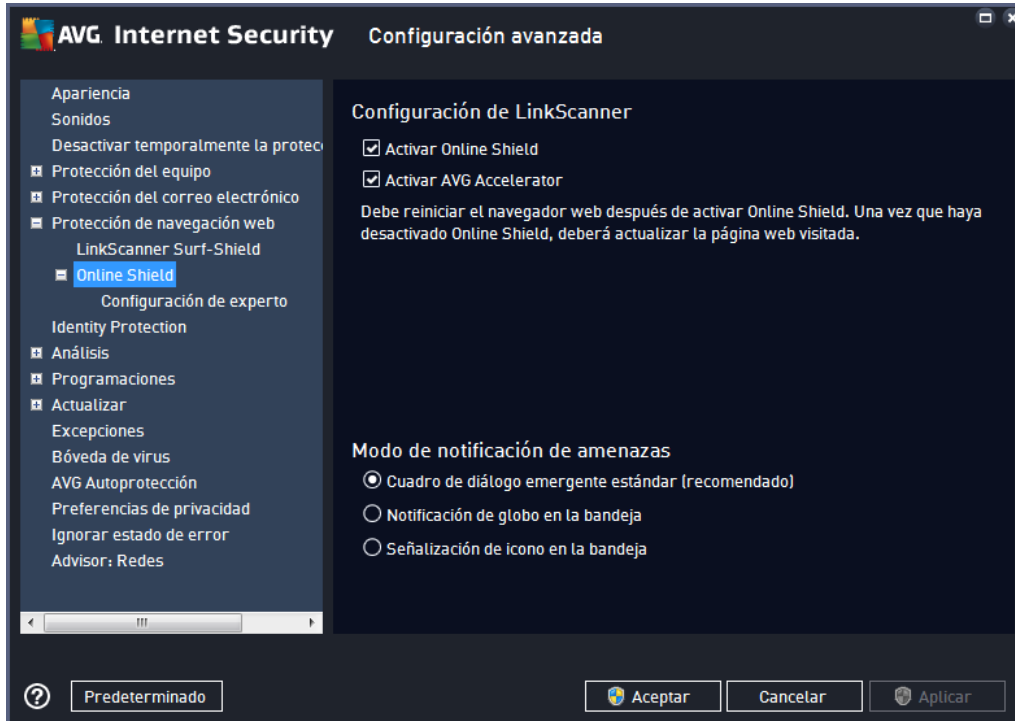 AVG. Internet Security Configuración avanzada
Apariencia
Sonidos
Desactivar temporalmente la protec
Protección del equipo
Protección del correo electrónico
Protección de navegación web
LinkScanner Surf-Shield
Online Shield
Configuración de experto
Identity Protection
Análisis
Programaciones
Actualizar
Excepciones
Bóveda de virus
AVG Autoprotección
Preferencias de privacidad
Ignorar estado de error
Advisor: Redes
Configuración de LinkScanner
Activar Online Shield
Activar AVG Accelerator
Debe reiniciar el navegador web después de activar Online Shield. Una vez que haya
desactivado Online Shield, deberá actualizar la página web visitada.
Modo de notificación de amenazas
Cuadro de diálogo emergente estándar (recomendado)
Notificación de globo en la bandeja
Señalización de icono en la bandeja
? Predeterminado Aceptar Cancelar Aplicar